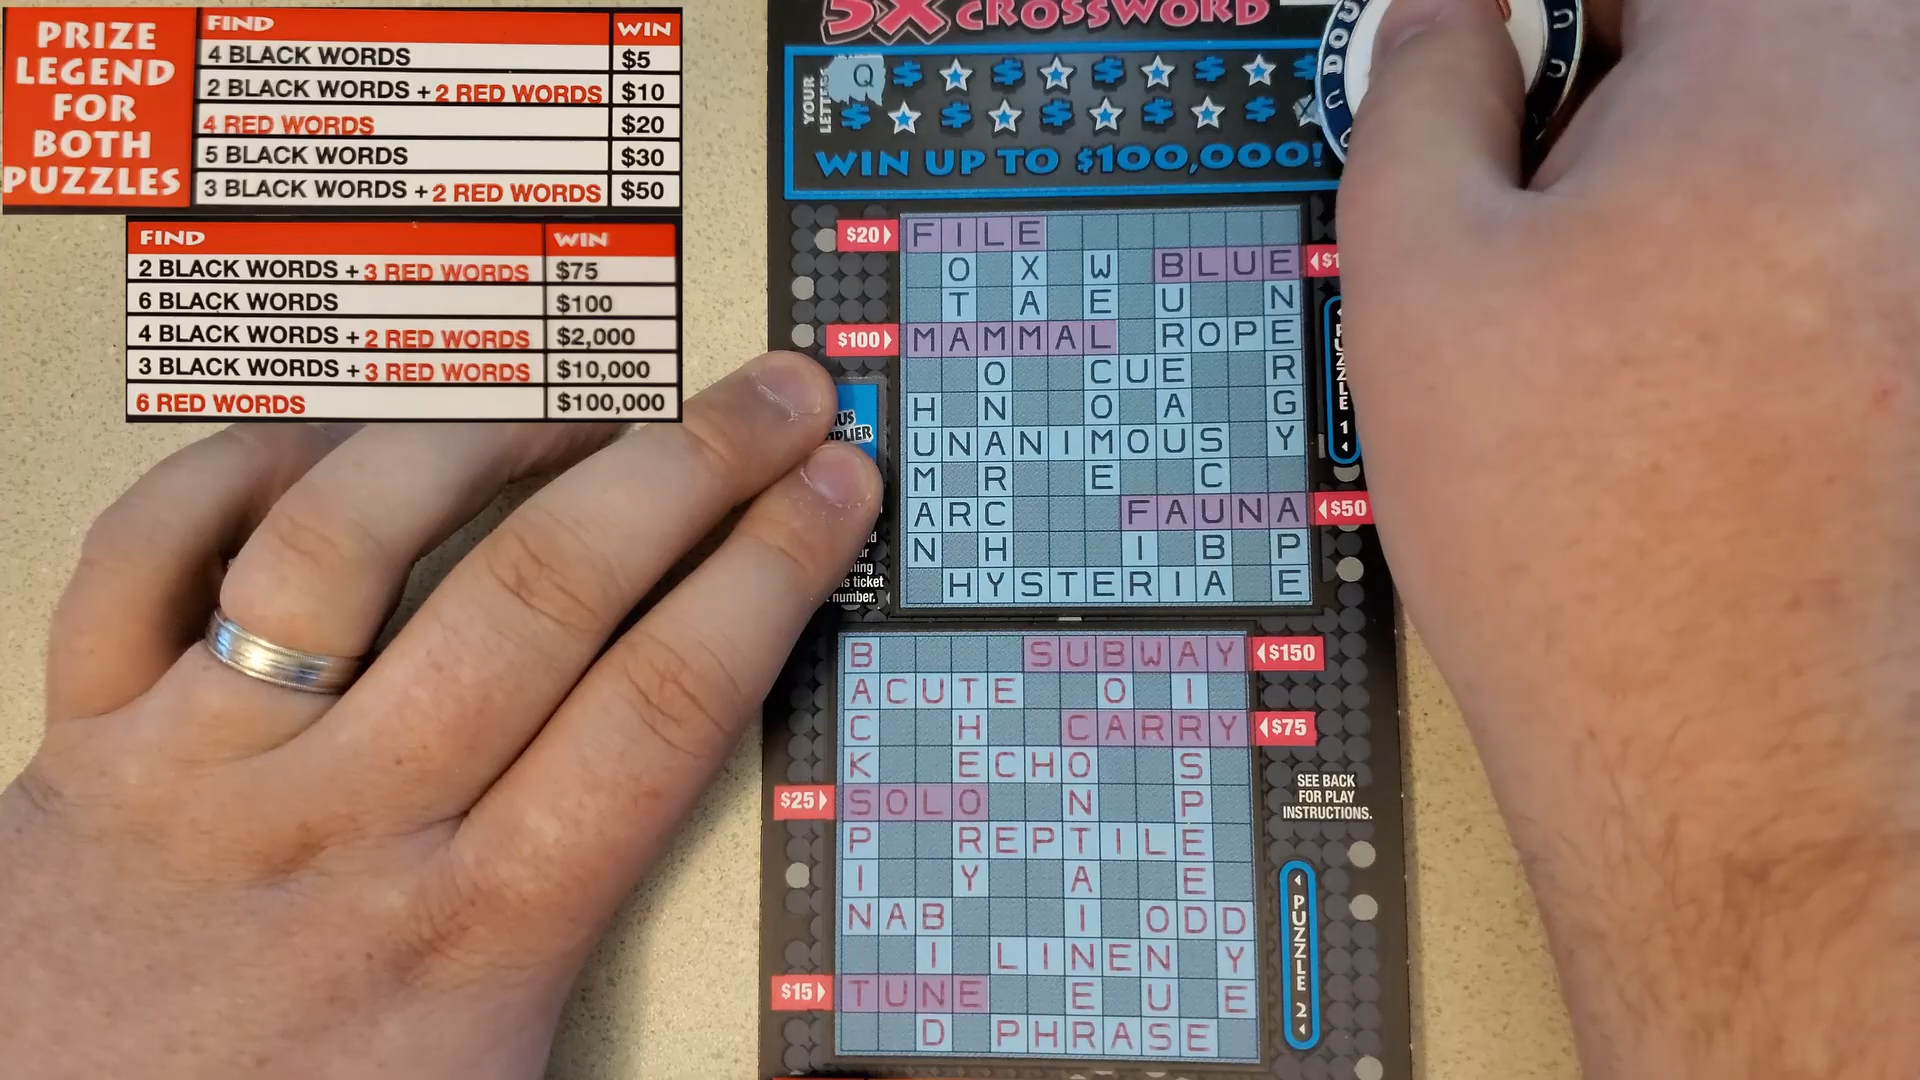 PRIZE
LEGEND
FOR
BOTH
PUZZLES
FIND WIN
4 BLACK WORDS $5
2 BLACK WORDS + 2 RED WORDS $10
4 RED WORDS $20
5 BLACK WORDS $30
3 BLACK WORDS + 2 RED WORDS $50
FIND WIN
2 BLACK WORDS + 3 RED WORDS $75
6 BLACK WORDS $100
4 BLACK WORDS + 2 RED WORDS $2,000
3 BLACK WORDS + 3 RED WORDS $10,000
6 RED WORDS $100,000
5X CROSSWORD
YOUR
Q
WIN UP TO $100,000!
$20 FILE
O X W BLUE
T A E U N
$100 MAMMAL ROPE
O CUE R
H N O A G
UNANIMOUS Y
M R E C
ARC FAUNA $50
N H I B P
HYSTERIA E
PUZZLE 1
B SUBWAY $150
ACUTE O I
C H CARRY $75
K ECHO S
$25 SOLO N P
P REPTILE
I Y A E
NAB I ODD
I LINEN Y
$15 TUNE E U E
D PHRASE
SEE BACK
FOR PLAY
INSTRUCTIONS.
PUZZLE 2
ticket
number.